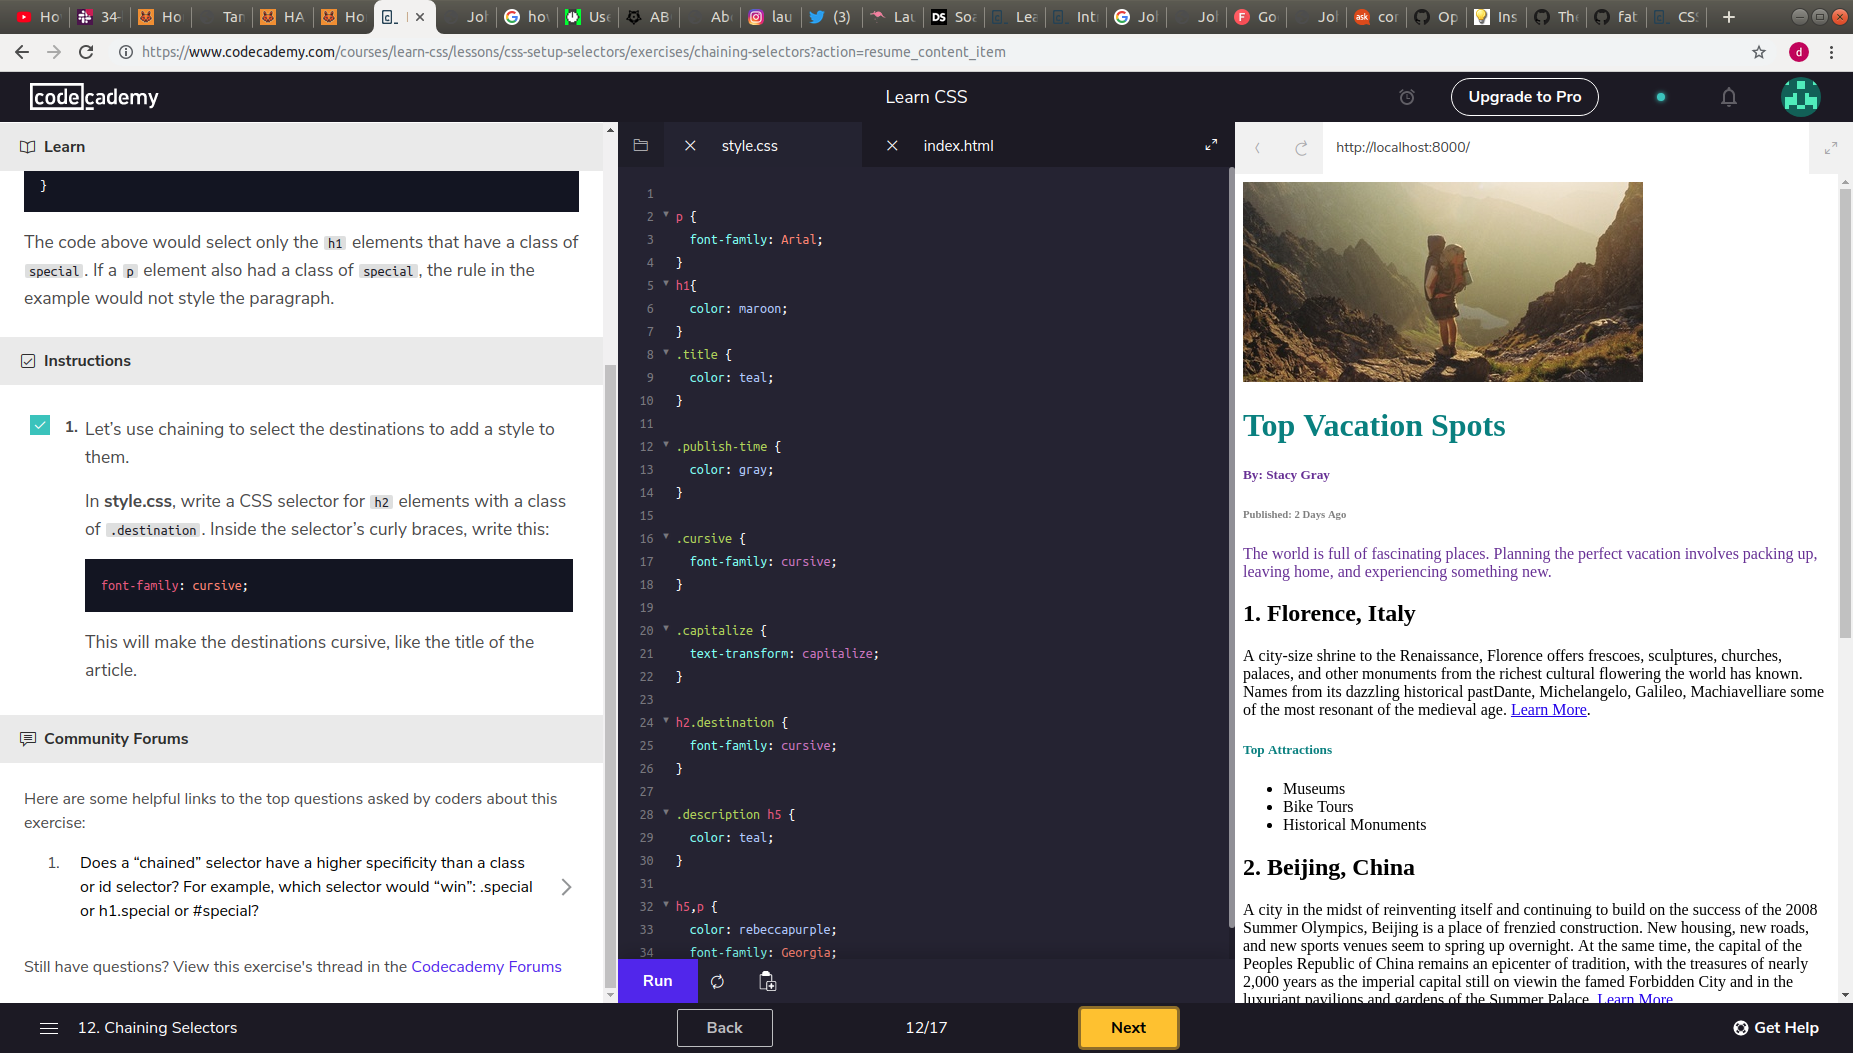 Ho
34-
Ho
Tan
HA
Ho
Joh
hov
Use
AB
Abo
lau
(3)
Lau
DS Soa
Lea
Int
Joh
Joh
F Go
Joh
ask cor
Op
Ins
The
fat
CSS
https://www.codecademy.com/courses/learn-css/lessons/css-setup-selectors/exercises/chaining-selectors?action=resume_content_item
d
codecademy
Learn CSS
Upgrade to Pro
Learn
}
The code above would select only the h1 elements that have a class of
special. If a p element also had a class of special, the rule in the
example would not style the paragraph.
Instructions
1. Let's use chaining to select the destinations to add a style to
them.
In style.css, write a CSS selector for h2 elements with a class
of .destination. Inside the selector's curly braces, write this:
font-family: cursive;
This will make the destinations cursive, like the title of the
article.
Community Forums
Here are some helpful links to the top questions asked by coders about this
exercise:
1. Does a “chained” selector have a higher specificity than a class
or id selector? For example, which selector would “win”: .special
or h1.special or #special?
Still have questions? View this exercise's thread in the Codecademy Forums
style.css
index.html
1
2 p {
3 font-family: Arial;
4 }
5 h1{
6 color: maroon;
7 }
8 .title {
9 color: teal;
10 }
11
12 .publish-time {
13 color: gray;
14 }
15
16 .cursive {
17 font-family: cursive;
18 }
19
20 .capitalize {
21 text-transform: capitalize;
22 }
23
24 h2.destination {
25 font-family: cursive;
26 }
27
28 .description h5 {
29 color: teal;
30 }
31
32 h5,p {
33 color: rebeccapurple;
34 font-family: Georgia;
Run
http://localhost:8000/
Top Vacation Spots
By: Stacy Gray
Published: 2 Days Ago
The world is full of fascinating places. Planning the perfect vacation involves packing up,
leaving home, and experiencing something new.
1. Florence, Italy
A city-size shrine to the Renaissance, Florence offers frescoes, sculptures, churches,
palaces, and other monuments from the richest cultural flowering the world has known.
Names from its dazzling historical pastDante, Michelangelo, Galileo, Machiavelliare some
of the most resonant of the medieval age. Learn More.
Top Attractions
Museums
Bike Tours
Historical Monuments
2. Beijing, China
A city in the midst of reinventing itself and continuing to build on the success of the 2008
Summer Olympics, Beijing is a place of frenzied construction. New housing, new roads,
and new sports venues seem to spring up overnight. At the same time, the capital of the
Peoples Republic of China remains an epicenter of tradition, with the treasures of nearly
2,000 years as the imperial capital still on viewin the famed Forbidden City and in the
luxuriant pavilions and gardens of the Summer Palace. Learn More
12. Chaining Selectors
Back
12/17
Next
Get Help